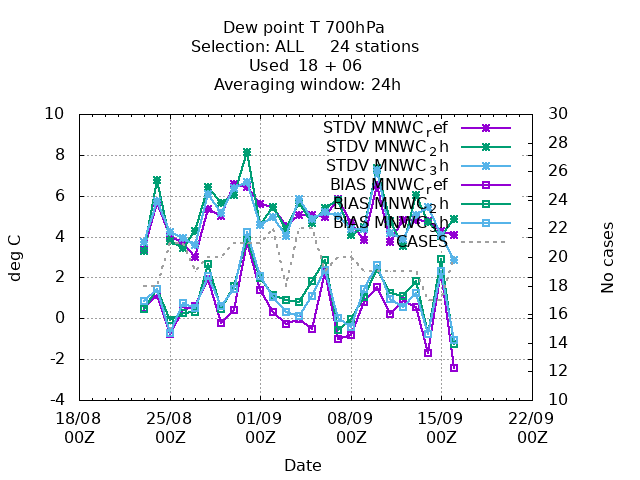 Dew point T 700hPa
Selection: ALL 24 stations
Used 18 + 06
Averaging window: 24h
10
8
6
4
2
0
-2
-4
30
28
26
24
22
20
18
16
14
12
10
STDV MNWC_ref
STDV MNWC_2h
STDV MNWC_3h
BIAS MNWC_ref
BIAS MNWC_2h
BIAS MNWC_3h
CASES
deg C
No cases
18/08 25/08 01/09 08/09 15/09 22/09
00Z 00Z 00Z 00Z 00Z 00Z
Date